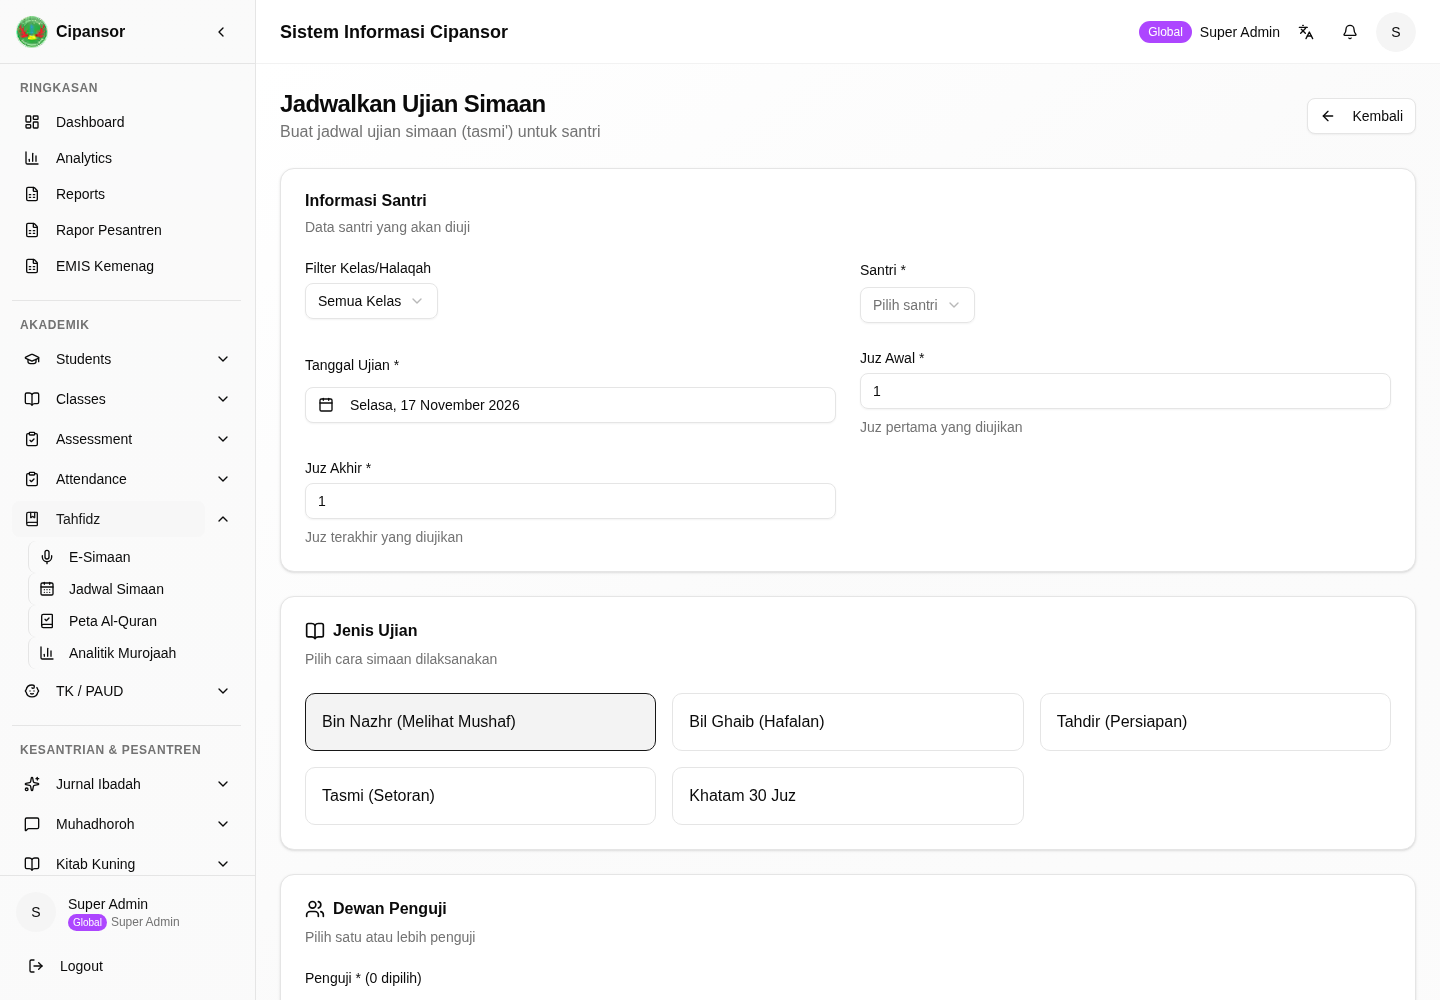 Cipansor
Sistem Informasi Cipansor
Global Super Admin
S
RINGKASAN
Dashboard
Analytics
Reports
Rapor Pesantren
EMIS Kemenag
AKADEMIK
Students
Classes
Assessment
Attendance
Tahfidz
E-Simaan
Jadwal Simaan
Peta Al-Quran
Analitik Murojaah
TK / PAUD
KESANTRIAN & PESANTREN
Jurnal Ibadah
Muhadhoroh
Kitab Kuning
S
Super Admin
Global Super Admin
Logout
Jadwalkan Ujian Simaan
Buat jadwal ujian simaan (tasmi') untuk santri
Kembali
Informasi Santri
Data santri yang akan diuji
Filter Kelas/Halaqah
Semua Kelas
Santri *
Pilih santri
Tanggal Ujian *
Selasa, 17 November 2026
Juz Awal *
1
Juz pertama yang diujikan
Juz Akhir *
1
Juz terakhir yang diujikan
Jenis Ujian
Pilih cara simaan dilaksanakan
Bin Nazhr (Melihat Mushaf)
Bil Ghaib (Hafalan)
Tahdir (Persiapan)
Tasmi (Setoran)
Khatam 30 Juz
Dewan Penguji
Pilih satu atau lebih penguji
Penguji * (0 dipilih)